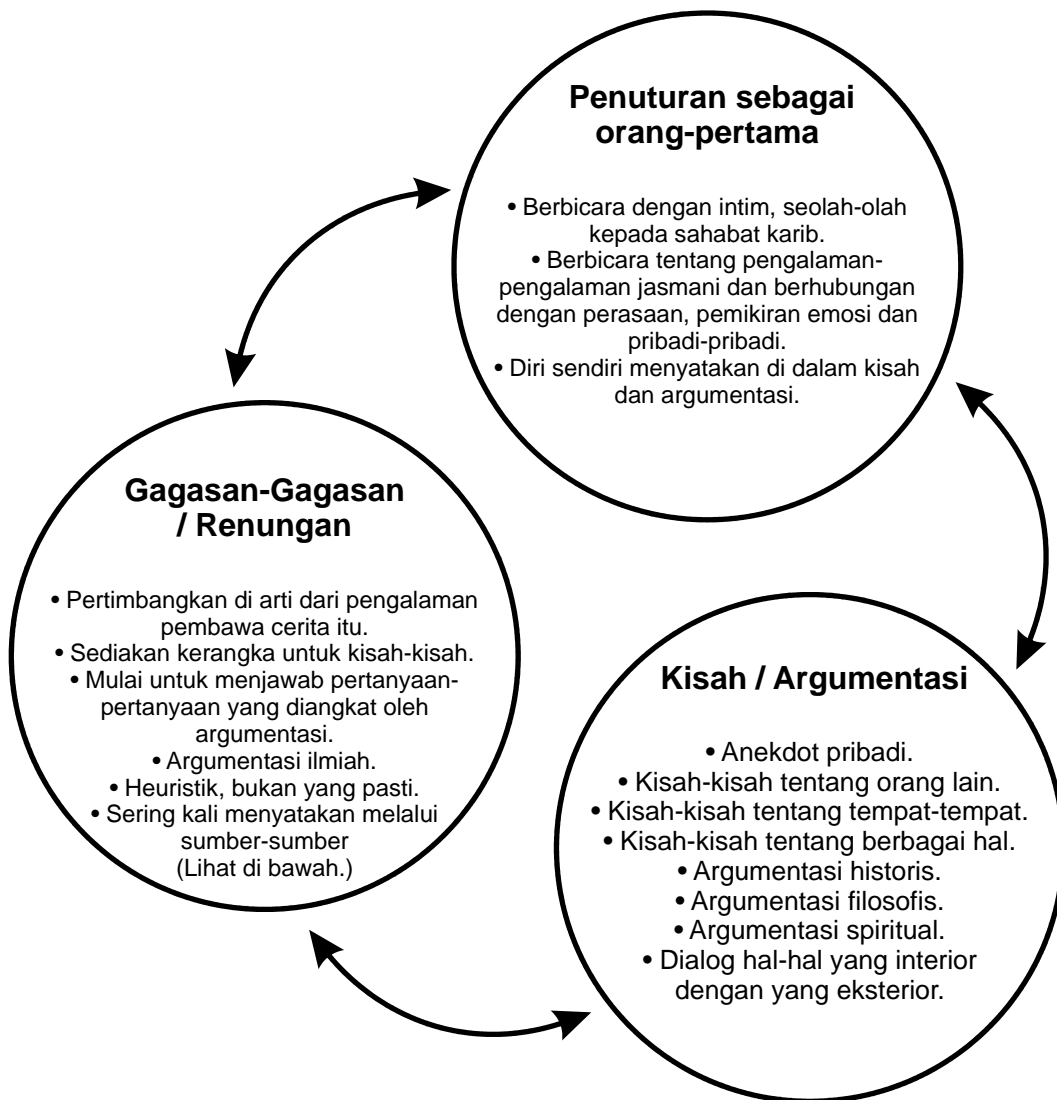 Penuturan sebagai
orang-pertama
• Berbicara dengan intim, seolah-olah
kepada sahabat karib.
• Berbicara tentang pengalaman-
pengalaman jasmani dan berhubungan
dengan perasaan, pemikiran emosi dan
pribadi-pribadi.
• Diri sendiri menyatakan di dalam kisah
dan argumentasi.
Gagasan-Gagasan
/ Renungan
• Pertimbangkan di arti dari pengalaman
pembawa cerita itu.
• Sediakan kerangka untuk kisah-kisah.
• Mulai untuk menjawab pertanyaan-
pertanyaan yang diangkat oleh
argumentasi.
• Argumentasi ilmiah.
• Heuristik, bukan yang pasti.
• Sering kali menyatakan melalui
sumber-sumber
(Lihat di bawah.)
Kisah / Argumentasi
• Anekdot pribadi.
• Kisah-kisah tentang orang lain.
• Kisah-kisah tentang tempat-tempat.
• Kisah-kisah tentang berbagai hal.
• Argumentasi historis.
• Argumentasi filosofis.
• Argumentasi spiritual.
• Dialog hal-hal yang interior
dengan yang eksterior.